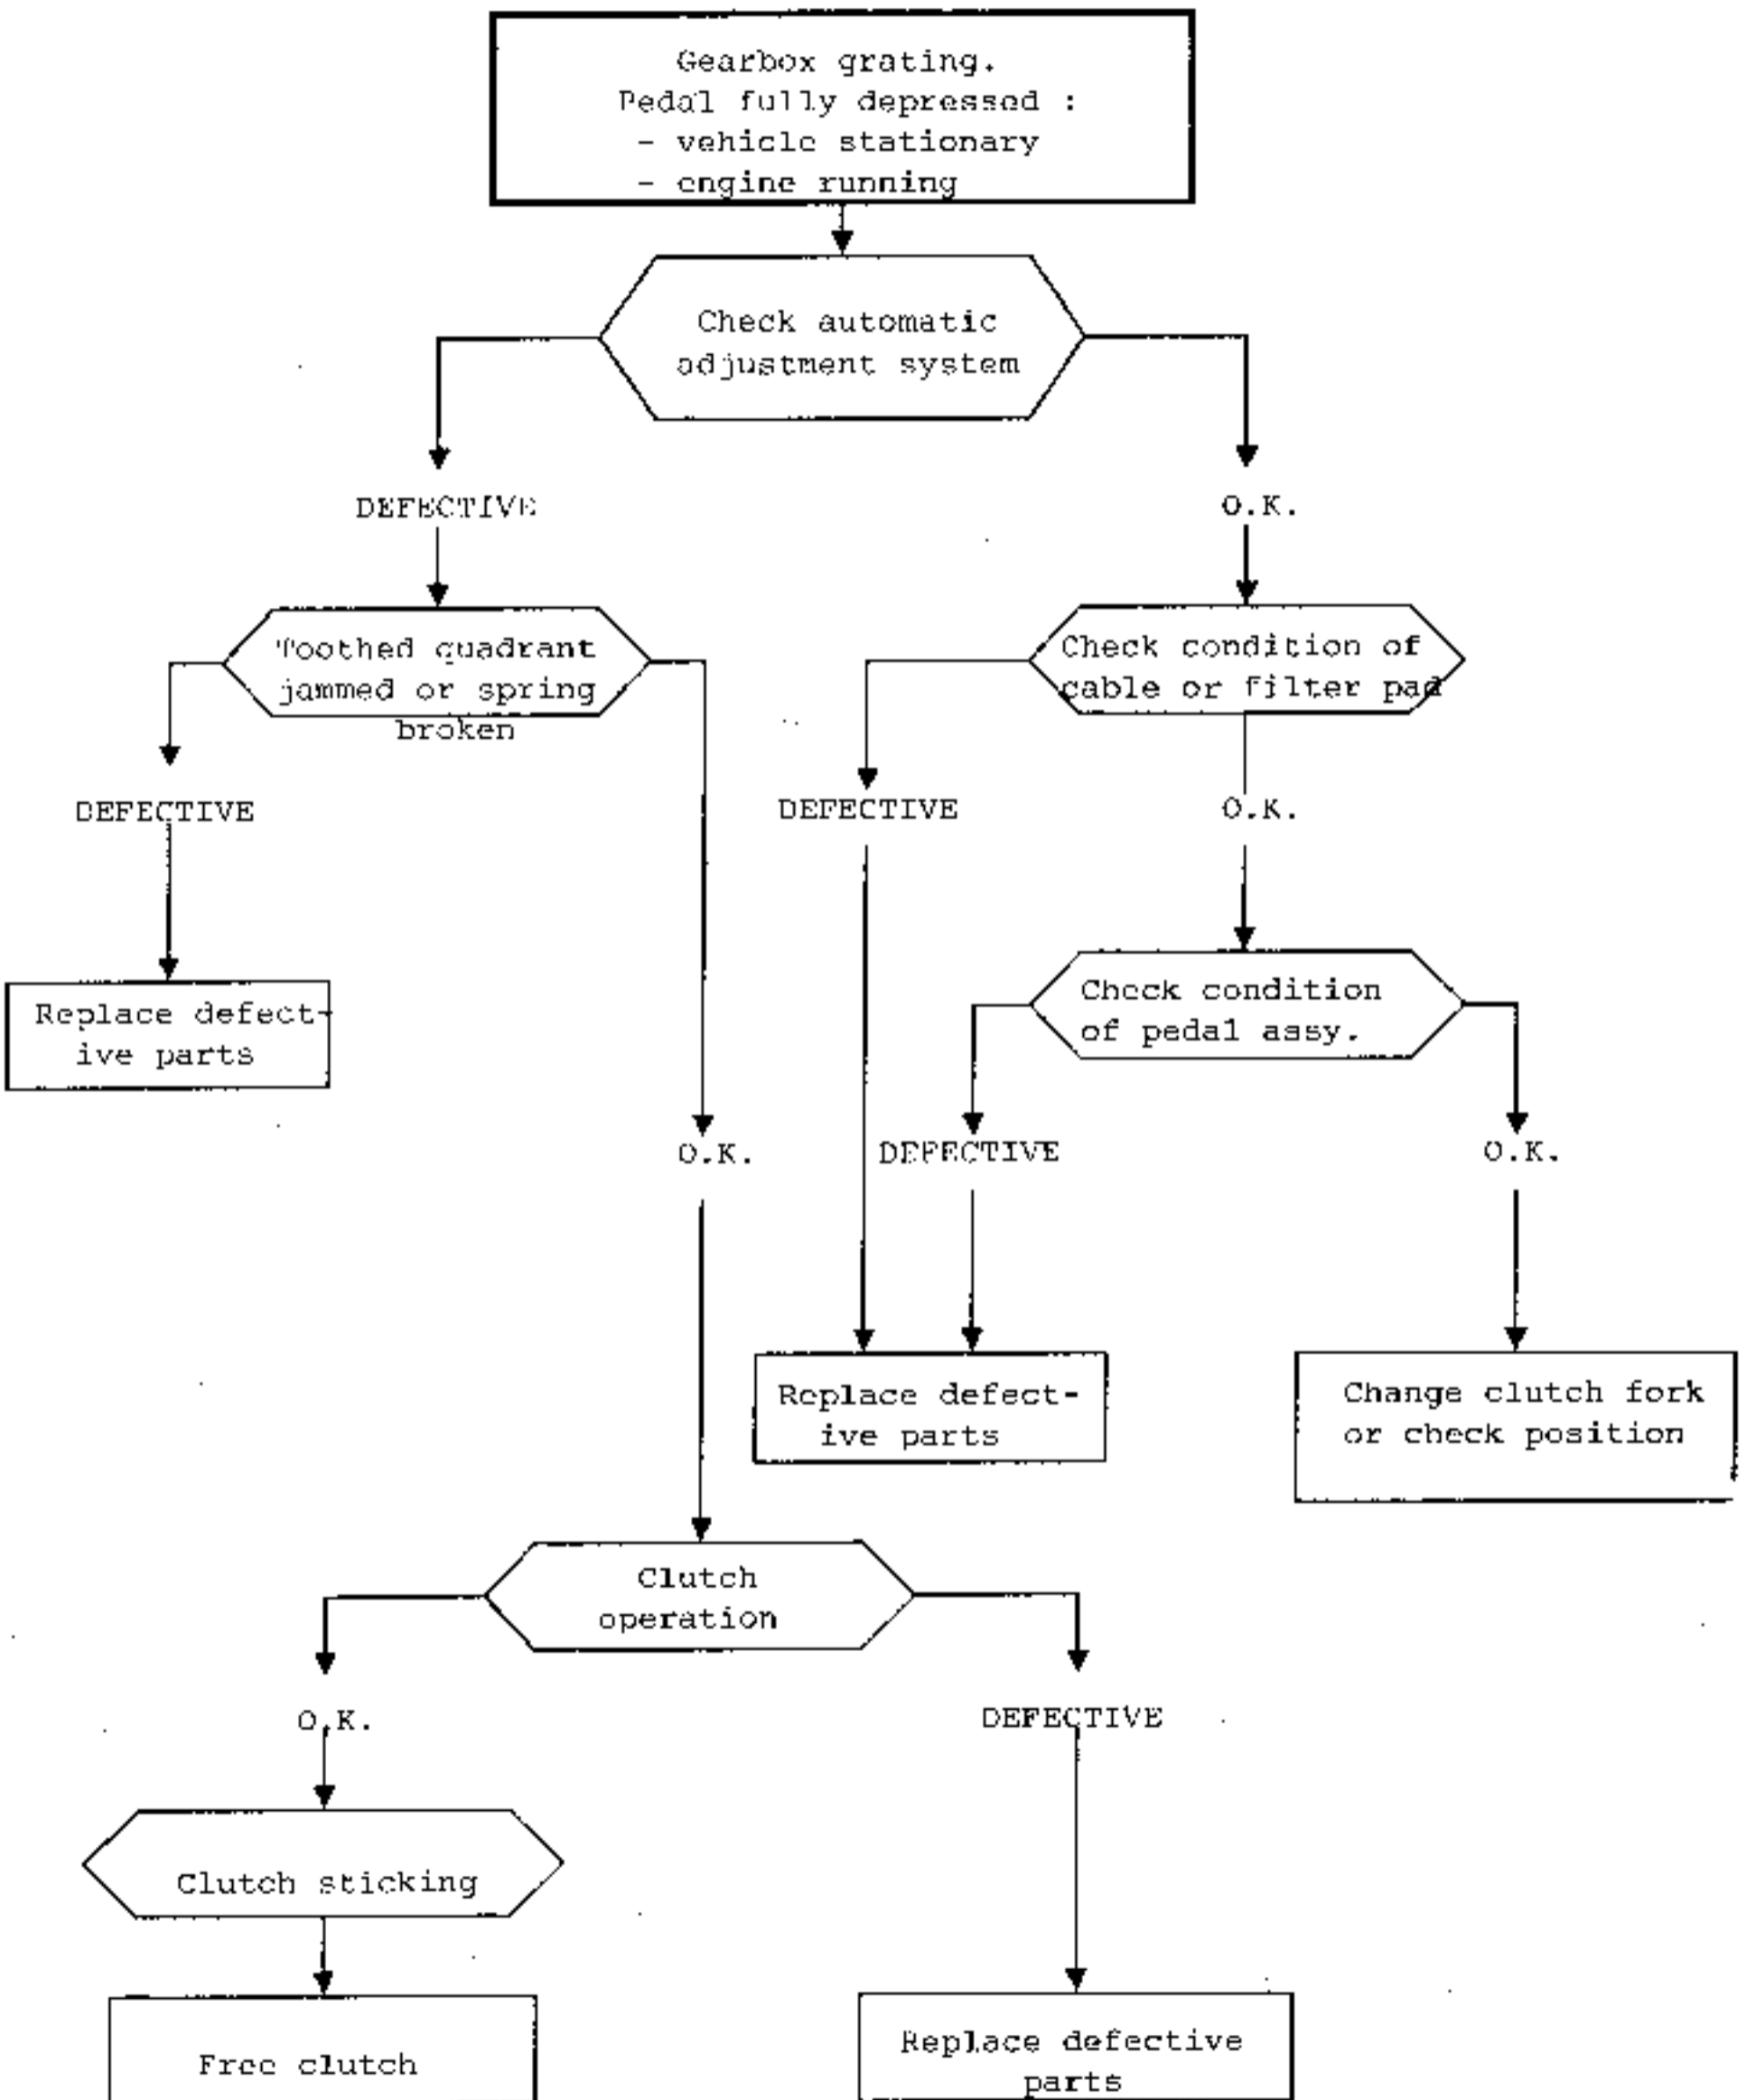 Gearbox grating.
Pedal fully depressed :
- vehicle stationary
- engine running
Check automatic
adjustment system
DEFECTIVE
O.K.
Toothed quadrant
jammed or spring
broken
Check condition of
cable or filter pad
DEFECTIVE
DEFECTIVE
O.K.
Replace defect-
ive parts
Check condition
of pedal assy.
O.K.
DEFECTIVE
O.K.
Replace defect-
ive parts
Change clutch fork
or check position
Clutch
operation
O.K.
DEFECTIVE
Clutch sticking
Free clutch
Replace defective
parts